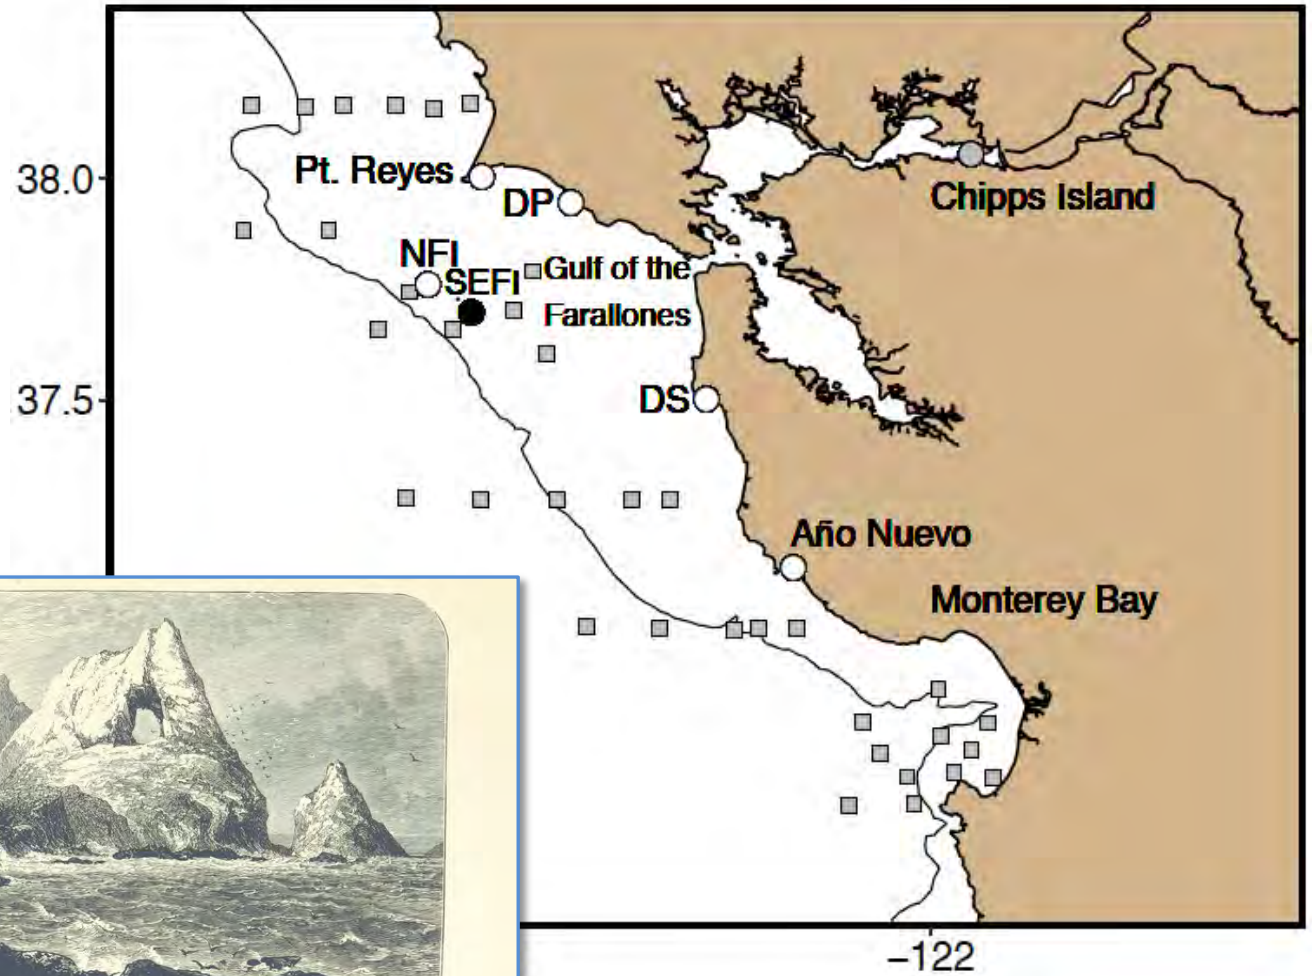 38.0
37.5
Pt. Reyes
DP
Chipps Island
NFI
SEFI
Gulf of the
Farallones
DS
Año Nuevo
Monterey Bay
−122